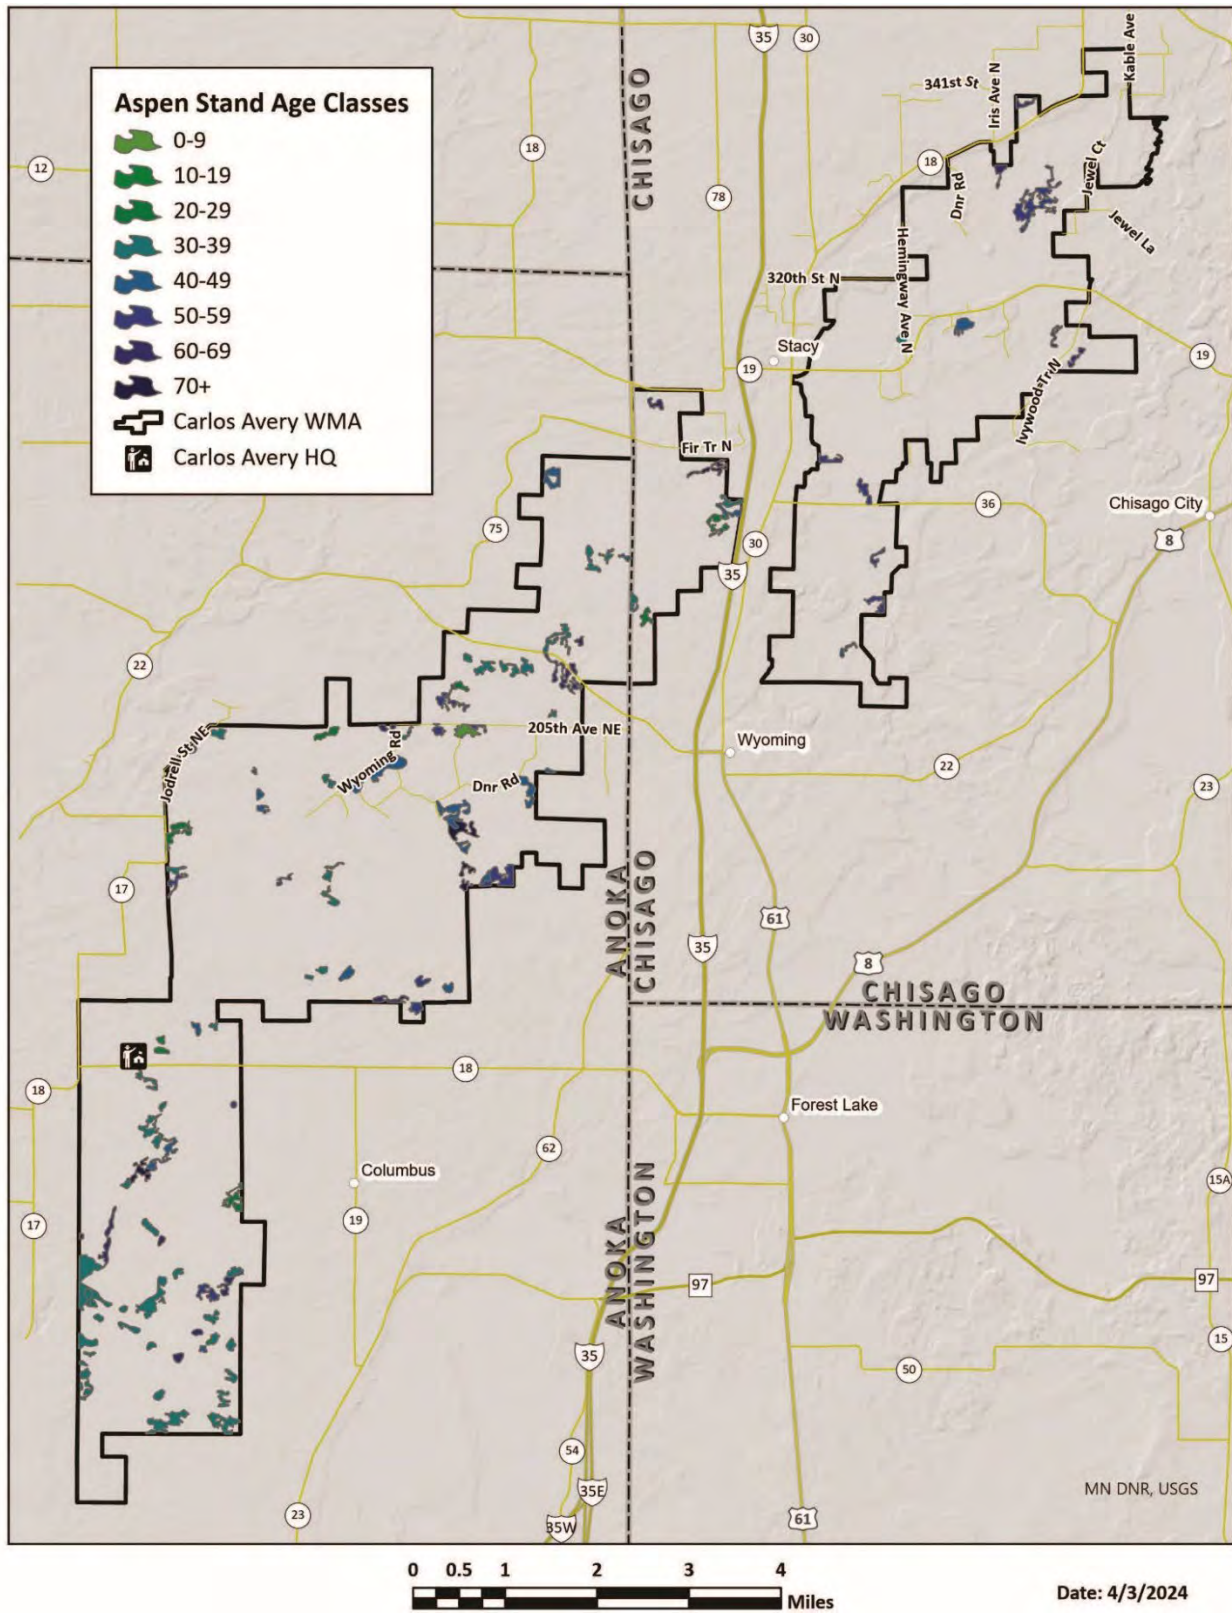 Aspen Stand Age Classes
0-9
10-19
20-29
30-39
40-49
50-59
60-69
70+
Carlos Avery WMA
Carlos Avery HQ
35
30
Kable Ave
341st St
Iris Ave N
CHISAGO
18
12
18
Jewel Ct
Dnr Rd
78
Jewel La
Hemingway Ave N
320th St N
Stacy
19
19
Ivywood Tr N
Fir Tr N
75
36
Chisago City
8
30
35
22
205th Ave NE
Jodrell St NE
Wyoming Rd
Dnr Rd
Wyoming
22
23
17
ANOKA
CHISAGO
61
35
8
CHISAGO
WASHINGTON
18
18
Forest Lake
62
Columbus
15A
17
19
ANOKA
WASHINGTON
97
97
35
15
50
54
35E
23
35W
61
MN DNR, USGS
0 0.5 1 2 3 4
Miles
Date: 4/3/2024